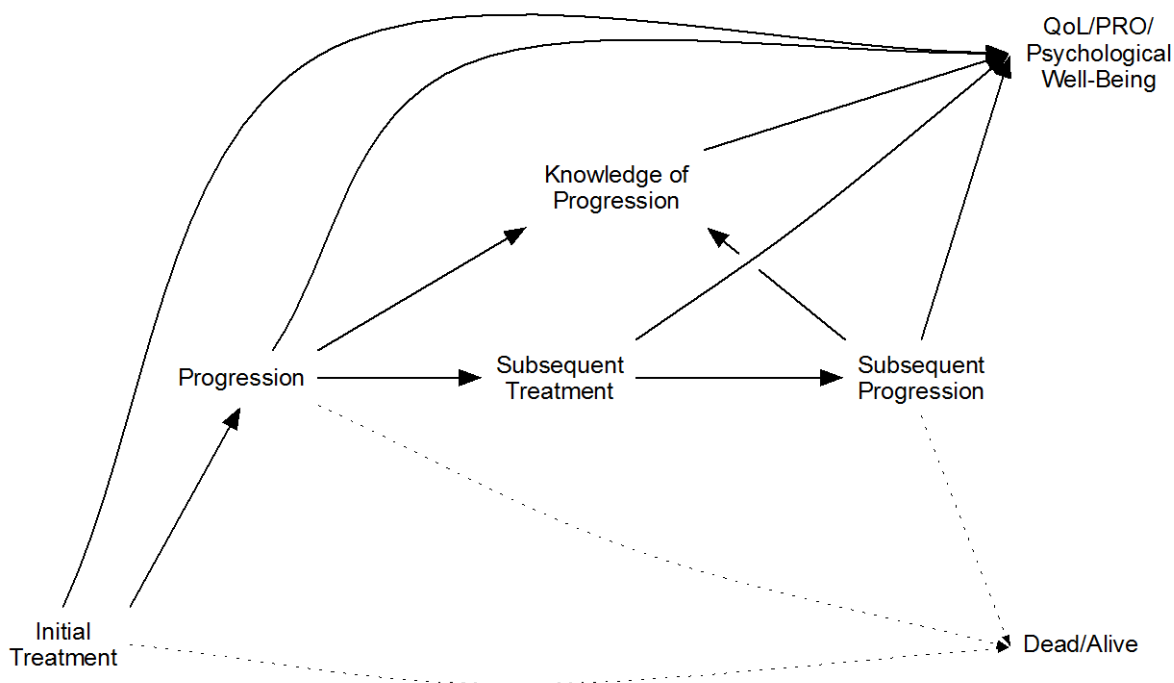 QoL/PRO/
Psychological
Well-Being
Knowledge of
Progression
Progression
Subsequent
Treatment
Subsequent
Progression
Initial
Treatment
Dead/Alive